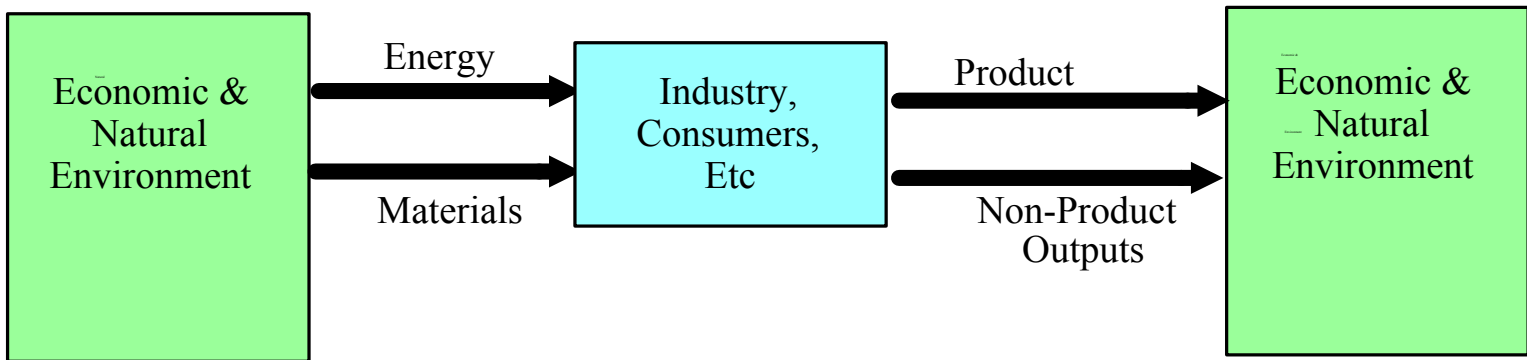 Economic &
Natural
Environment
Energy
Materials
Industry,
Consumers,
Etc
Product
Non-Product
Outputs
Economic &
Natural
Environment